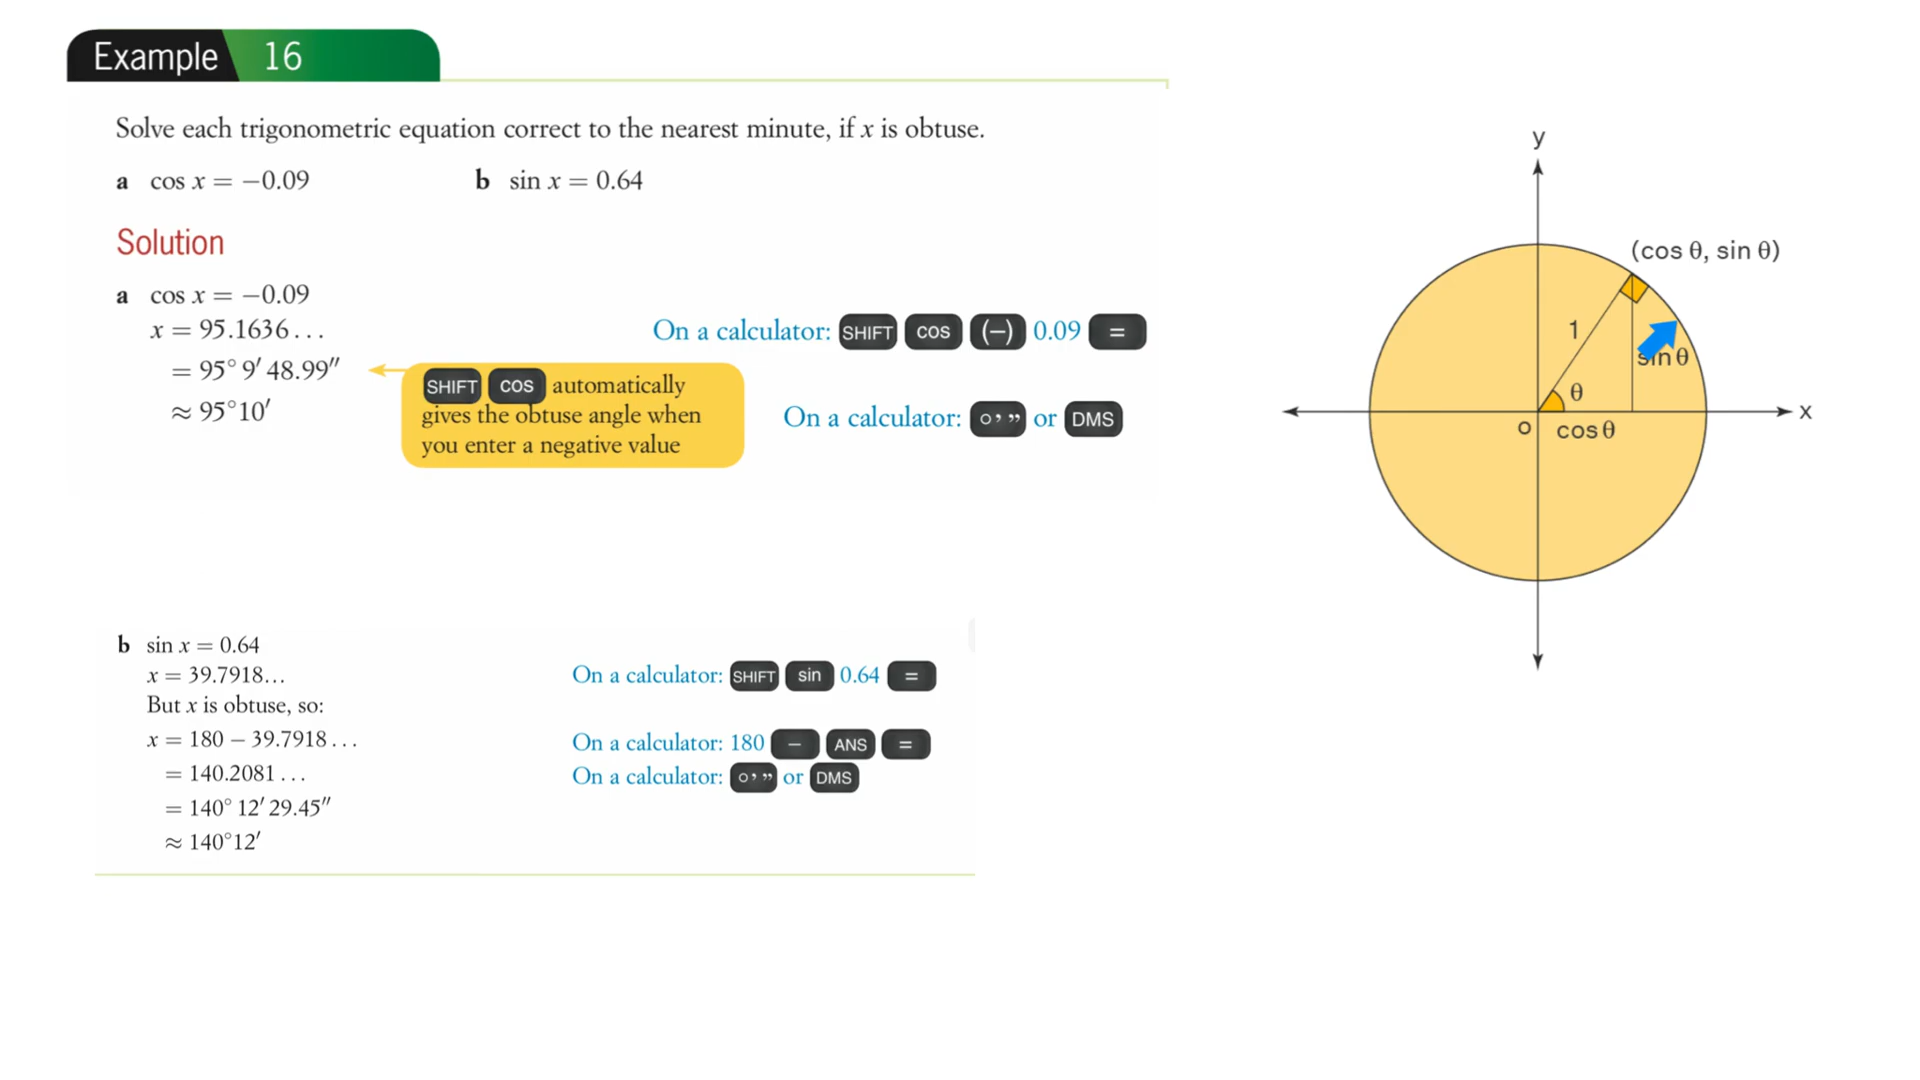 Example 16
Solve each trigonometric equation correct to the nearest minute, if x is obtuse.
a cos x = −0.09 b sin x = 0.64
Solution
a cos x = −0.09
x = 95.1636... On a calculator: SHIFT cos (−) 0.09 =
= 95° 9′ 48.99″
≈ 95°10′
SHIFT cos automatically
gives the obtuse angle when
you enter a negative value
On a calculator: ○’” or DMS
b sin x = 0.64
x = 39.7918... On a calculator: SHIFT sin 0.64 =
But x is obtuse, so:
x = 180 − 39.7918... On a calculator: 180 − ANS =
= 140.2081... On a calculator: ○’” or DMS
= 140° 12′ 29.45″
≈ 140°12′
y
(cos θ, sin θ)
1
sin θ
θ
x
O
cos θ